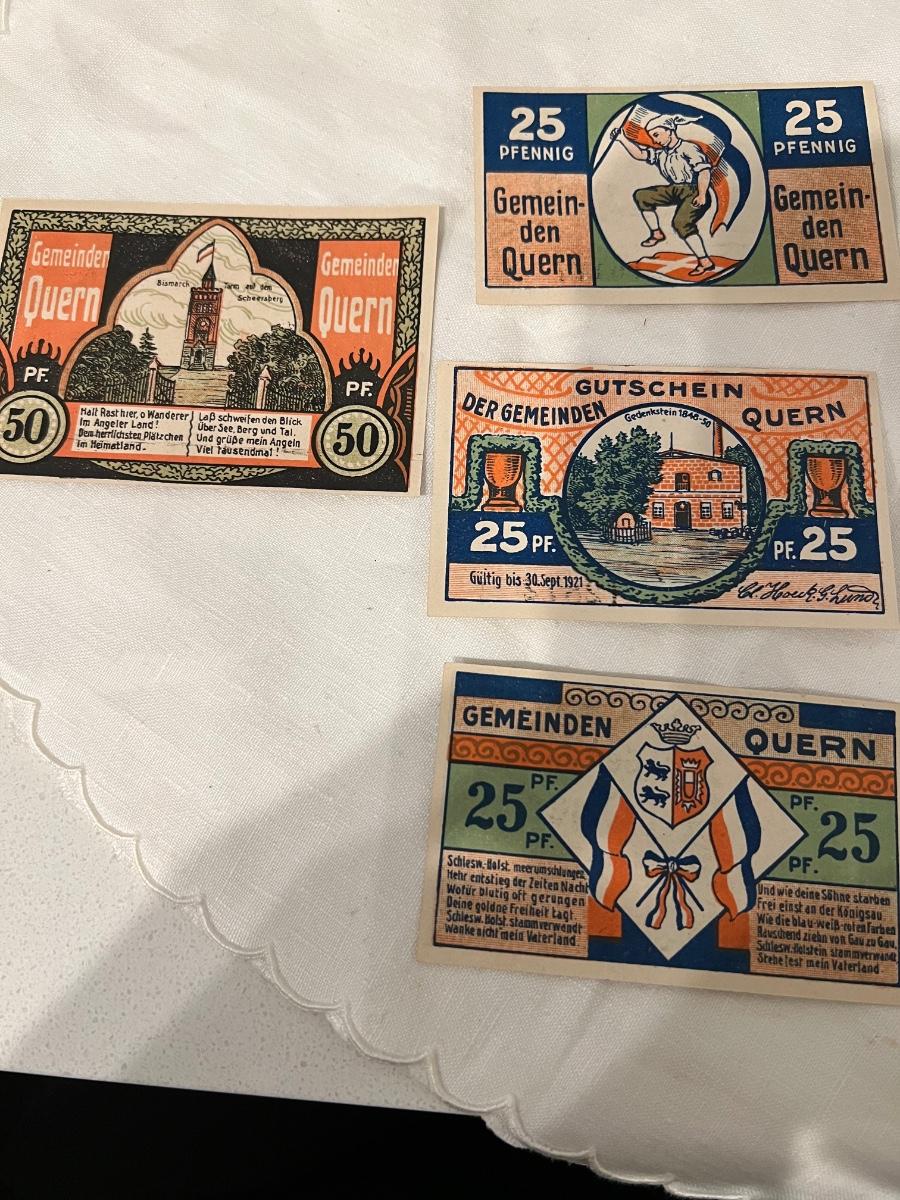 Gemeinden
Quern
Gemeinden
Quern
Bismarck Turm auf dem
Scheersberg
PF.
50
PF.
50
Halt Rast hier, o Wanderer
Im Angeler Land!
Dem herrlichsten Plätzchen
Im Heimatland.
Laß schweifen den Blick
Über See, Berg und Tal.
Und grüße mein Angeln
Viel tausendmal!
25
PFENNIG
Gemein-
den
Quern
25
PFENNIG
Gemein-
den
Quern
GUTSCHEIN
DER GEMEINDEN QUERN
Gedenkstein 1848-50
25 PF.
PF. 25
Gültig bis 30. Sept. 1921
GEMEINDEN
QUERN
PF.
25
PF.
PF.
25
PF.
Schlesw.-Holst. meerumschlungen
Hehr entstieg der Zeiten Nacht
Wofür blutig oft gerungen
Deine goldne Freiheit tagt.
Schlesw. Holst. stammverwandt
Wanke nicht mein Vaterland.
Und wie deine Söhne starben
Frei einst an der Königsau
Wie die blau-weiß-roten Farben
Rauschend ziehn von Gau zu Gau,
Schlesw.-Holstein stammverwandt
Stehe fest mein Vaterland.